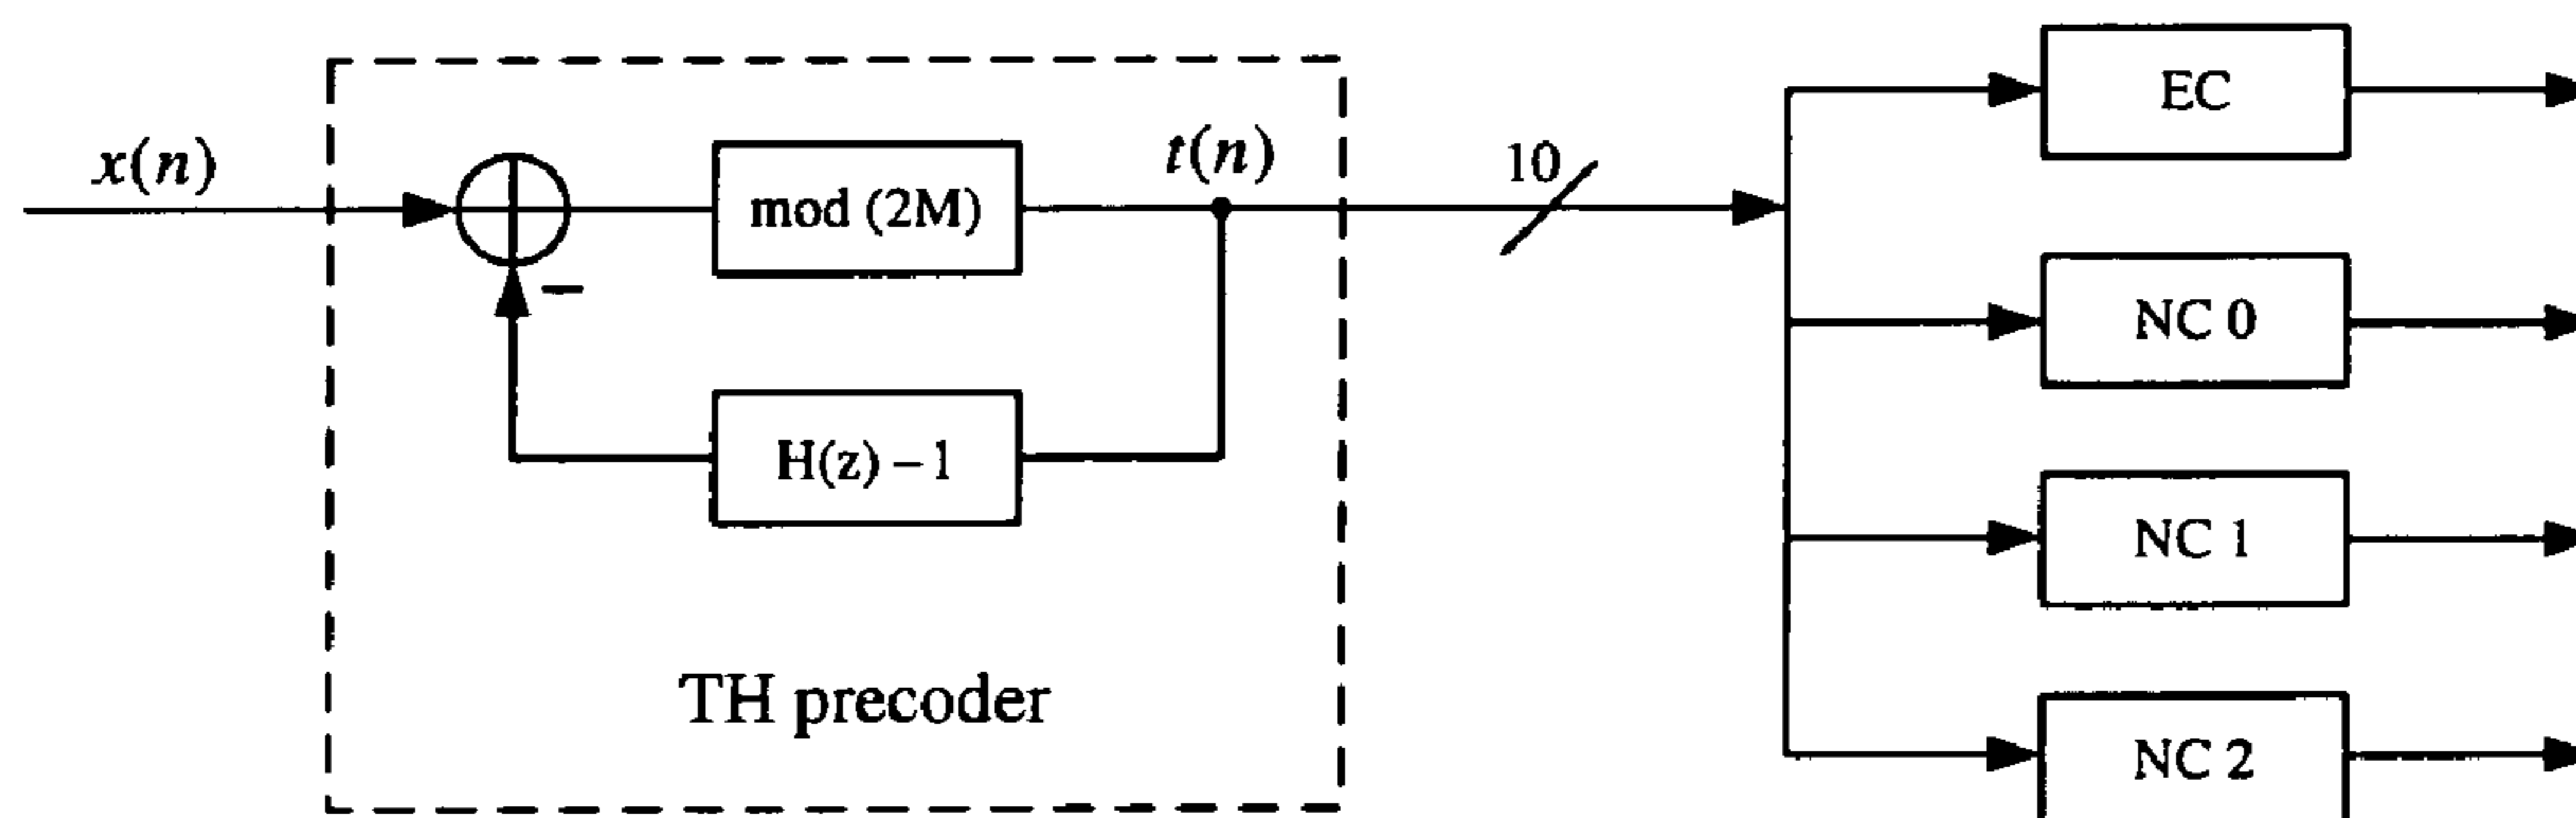 x(n)
mod (2M)
t(n)
−
H(z) – 1
TH precoder
10
EC
NC 0
NC 1
NC 2